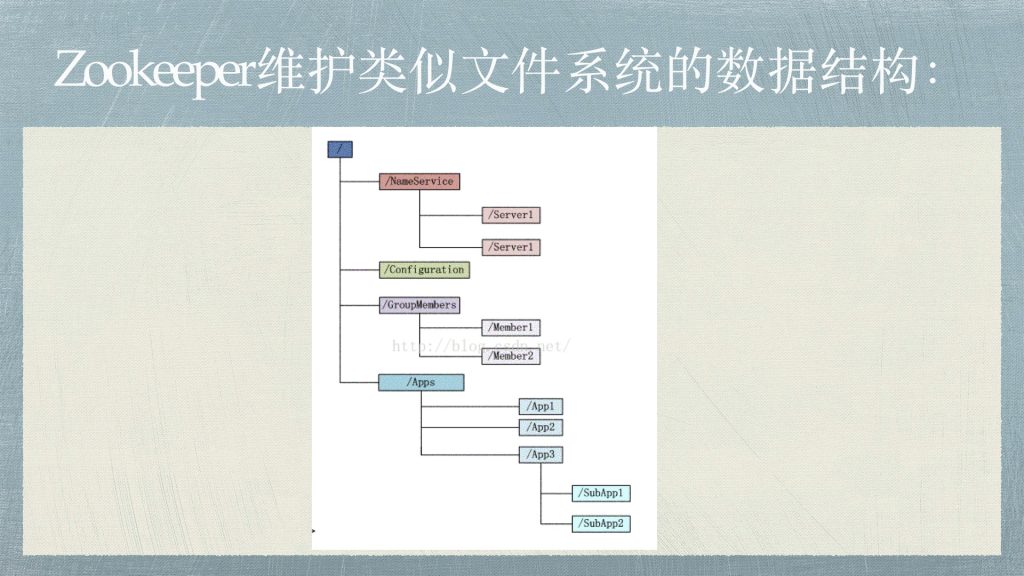 Zookeeper维护类似文件系统的数据结构：
/
/NameService
/Server1
/Server1
/Configuration
/GroupMembers
/Member1
http://blog.csdn.net/
/Member2
/Apps
/App1
/App2
/App3
/SubApp1
/SubApp2